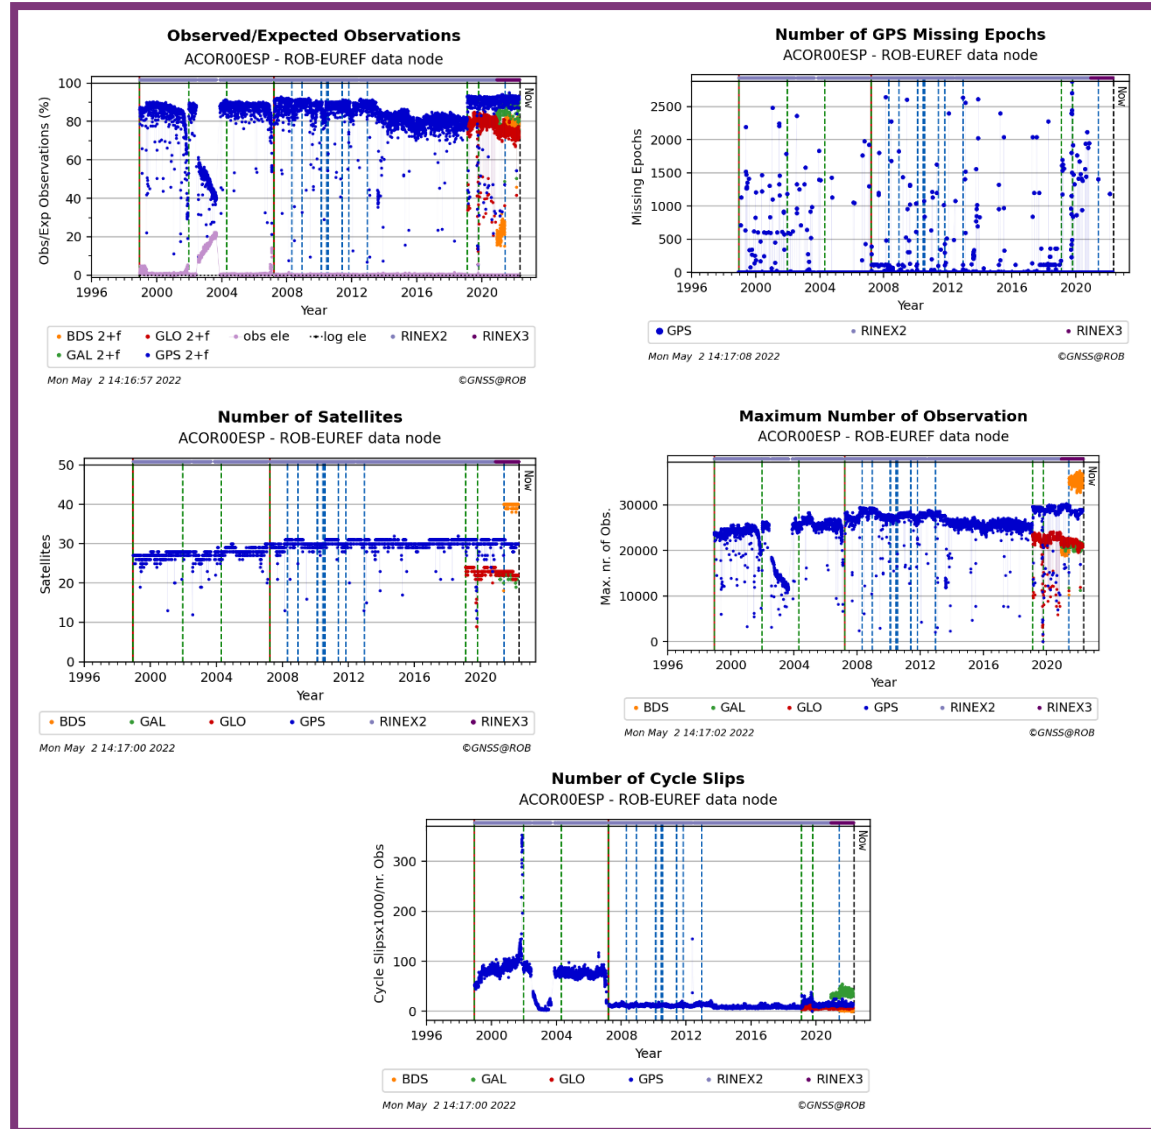 Observed/Expected Observations
ACOR00ESP - ROB-EUREF data node
Obs/Exp Observations (%)
100
80
60
40
20
0
Now
1996 2000 2004 2008 2012 2016 2020
Year
BDS 2+f GLO 2+f obs ele log ele RINEX2 RINEX3
GAL 2+f GPS 2+f
Mon May 2 14:16:57 2022 ©GNSS@ROB
Number of GPS Missing Epochs
ACOR00ESP - ROB-EUREF data node
Missing Epochs
2500
2000
1500
1000
500
0
Now
1996 2000 2004 2008 2012 2016 2020
Year
GPS RINEX2 RINEX3
Mon May 2 14:17:08 2022 ©GNSS@ROB
Number of Satellites
ACOR00ESP - ROB-EUREF data node
Satellites
50
40
30
20
10
0
Now
1996 2000 2004 2008 2012 2016 2020
Year
BDS GAL GLO GPS RINEX2 RINEX3
Mon May 2 14:17:00 2022 ©GNSS@ROB
Maximum Number of Observation
ACOR00ESP - ROB-EUREF data node
Max. nr. of Obs.
30000
20000
10000
0
Now
1996 2000 2004 2008 2012 2016 2020
Year
BDS GAL GLO GPS RINEX2 RINEX3
Mon May 2 14:17:02 2022 ©GNSS@ROB
Number of Cycle Slips
ACOR00ESP - ROB-EUREF data node
Cycle Slipsx1000/nr. Obs
300
200
100
0
Now
1996 2000 2004 2008 2012 2016 2020
Year
BDS GAL GLO GPS RINEX2 RINEX3
Mon May 2 14:17:00 2022 ©GNSS@ROB